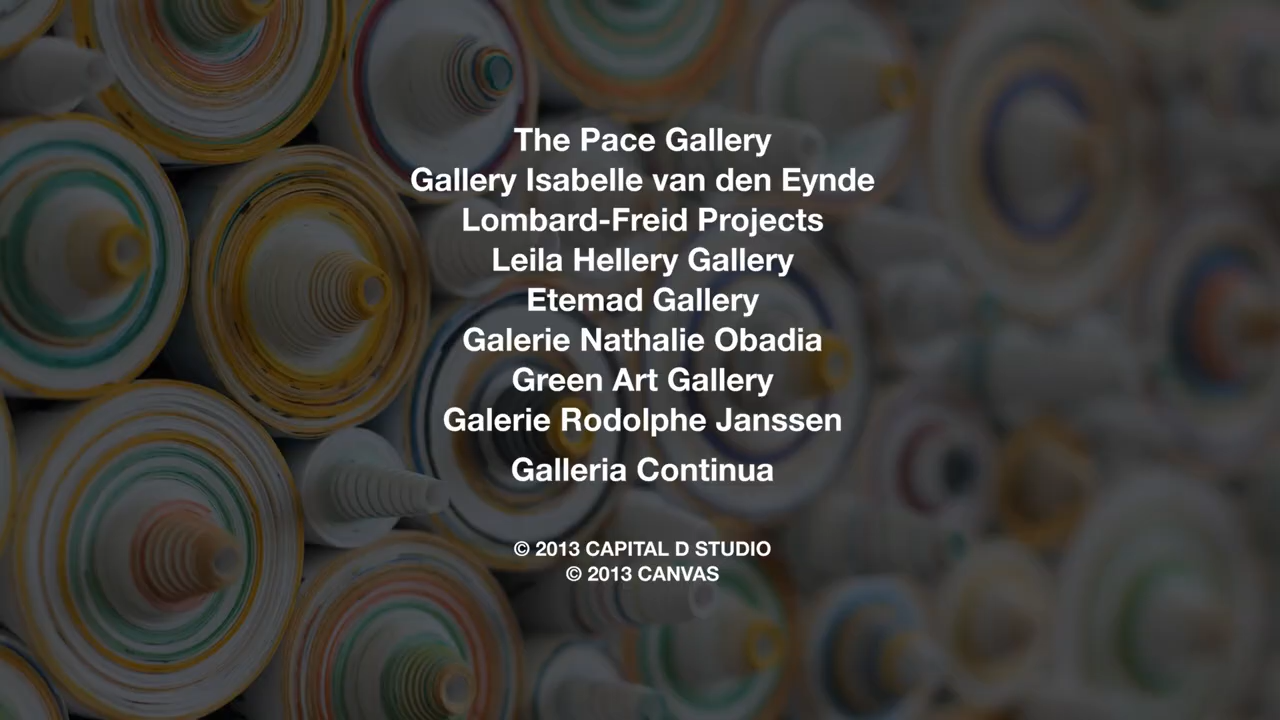 The Pace Gallery
Gallery Isabelle van den Eynde
Lombard-Freid Projects
Leila Hellery Gallery
Etemad Gallery
Galerie Nathalie Obadia
Green Art Gallery
Galerie Rodolphe Janssen
Galleria Continua
© 2013 CAPITAL D STUDIO
© 2013 CANVAS